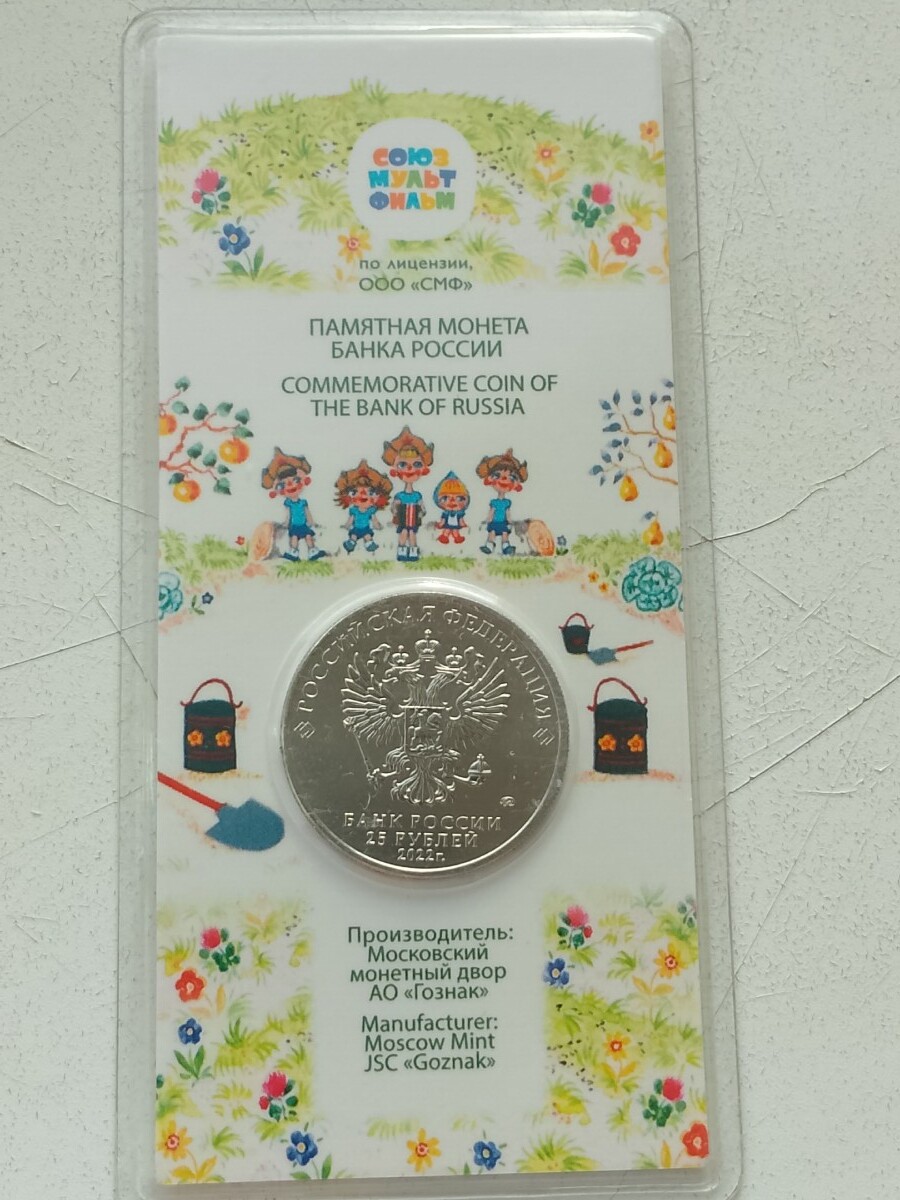 СОЮЗ
МУЛЬТ
ФИЛЬМ
по лицензии,
ООО «СМФ»
ПАМЯТНАЯ МОНЕТА
БАНКА РОССИИ
COMMEMORATIVE COIN OF
THE BANK OF RUSSIA
РОССИЙСКАЯ ФЕДЕРАЦИЯ
БАНК РОССИИ
25 РУБЛЕЙ
2022г.
Производитель:
Московский
монетный двор
АО «Гознак»
Manufacturer:
Moscow Mint
JSC «Goznak»